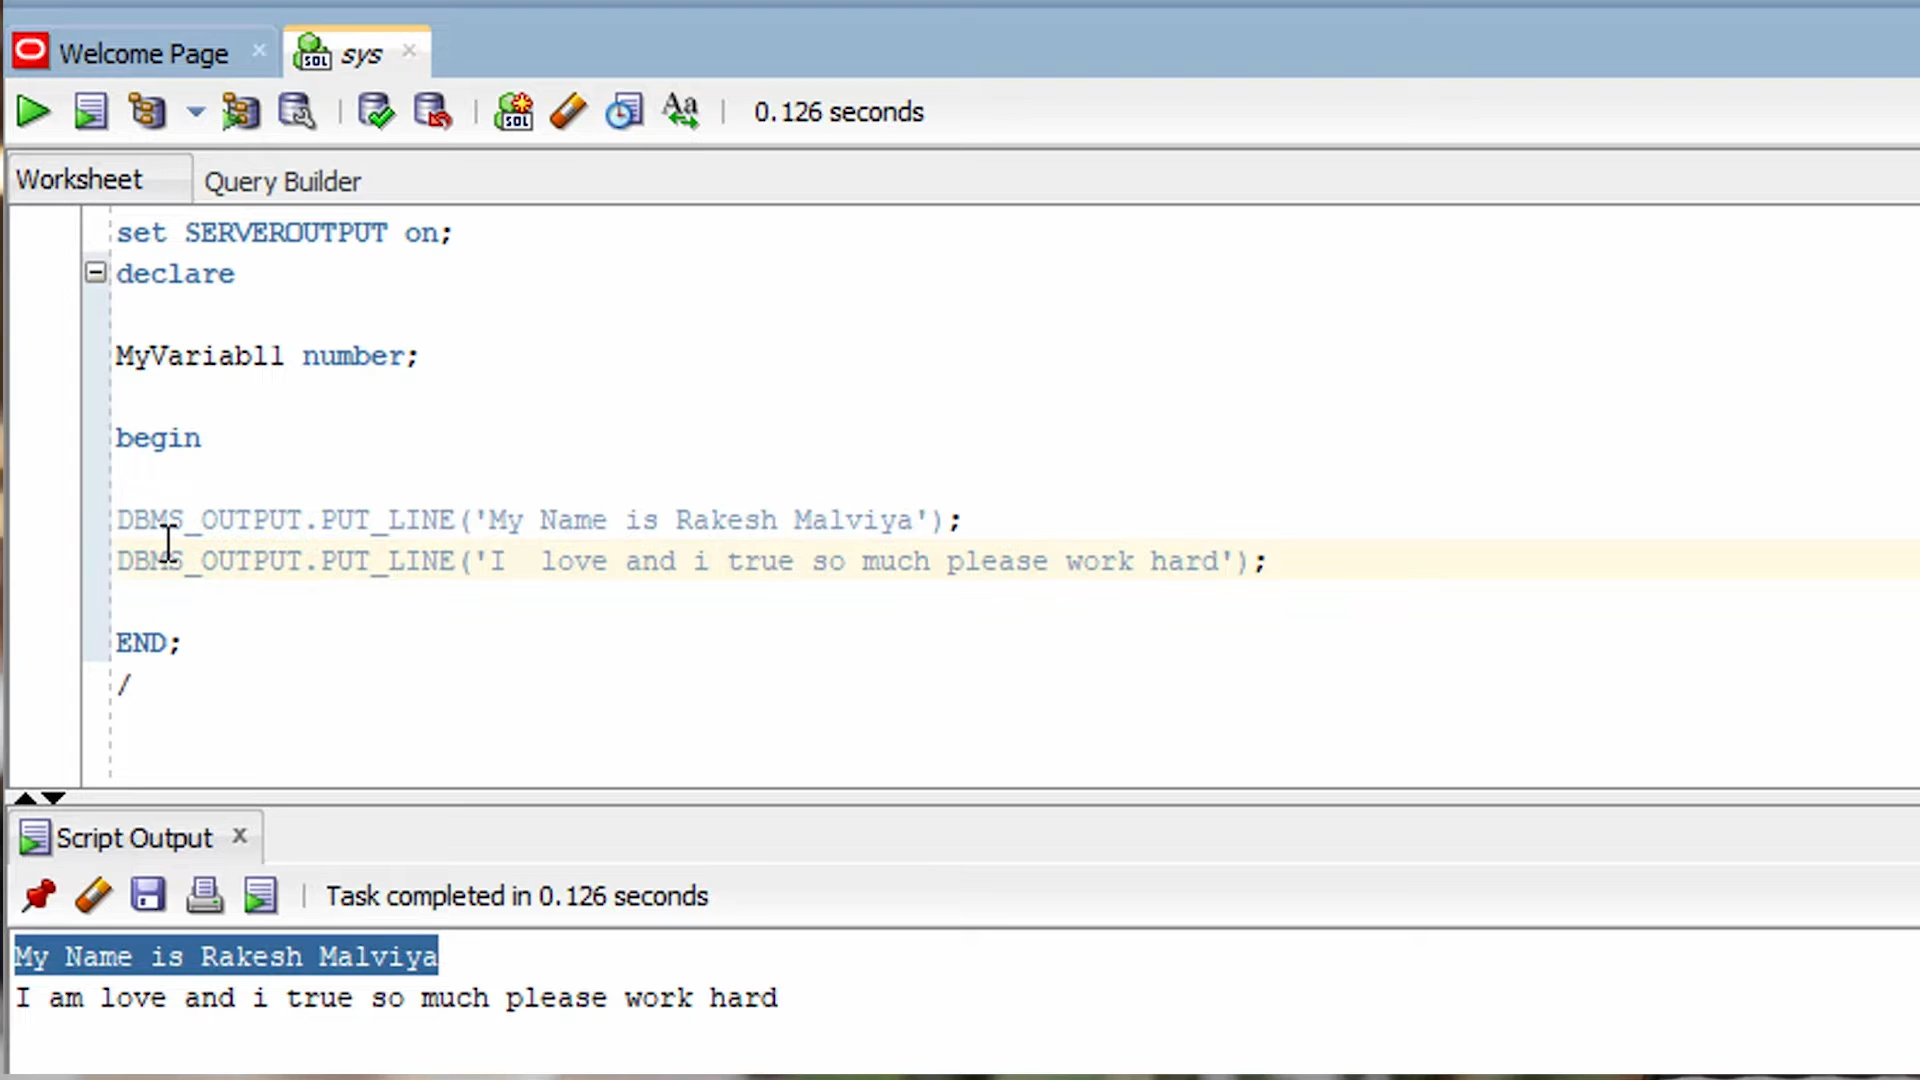 Welcome Page
sys
0.126 seconds
Worksheet
Query Builder
set SERVEROUTPUT on;
declare
MyVariabll number;
begin
DBMS_OUTPUT.PUT_LINE('My Name is Rakesh Malviya');
DBMS_OUTPUT.PUT_LINE('I  love and i true so much please work hard');
END;
/
Script Output
Task completed in 0.126 seconds
My Name is Rakesh Malviya
I am love and i true so much please work hard